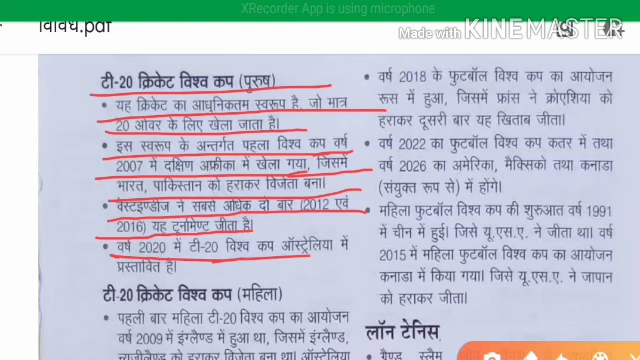 XRecorder App is using microphone
विविध.pdf
Made with KINEMASTER
टी-20 क्रिकेट विश्व कप (पुरुष)
• यह क्रिकेट का आधुनिकतम स्वरूप है, जो मात्र
20 ओवर के लिए खेला जाता है।
• इस स्वरूप के अन्तर्गत पहला विश्व कप वर्ष
2007 में दक्षिण अफ्रीका में खेला गया, जिसमें
भारत, पाकिस्तान को हराकर विजेता बना।
• वेस्टइण्डीज ने सबसे अधिक दो बार (2012 एवं
2016) यह टूर्नामेण्ट जीता है।
• वर्ष 2020 में टी-20 विश्व कप ऑस्ट्रेलिया में
प्रस्तावित है।
टी-20 क्रिकेट विश्व कप (महिला)
• पहली बार महिला टी-20 विश्व कप का आयोजन
वर्ष 2009 में इंग्लैण्ड में हुआ था, जिसमें इंग्लैण्ड,
न्यूजीलैण्ड को हराकर विजेता बना था। ऑस्ट्रेलिया
• वर्ष 2018 के फुटबॉल विश्व कप का आयोजन
रूस में हुआ, जिसमें फ्रांस ने क्रोएशिया को
हराकर दूसरी बार यह खिताब जीता।
• वर्ष 2022 का फुटबॉल विश्व कप कतर में तथा
वर्ष 2026 का अमेरिका, मैक्सिको तथा कनाडा
(संयुक्त रूप से) में होंगे।
• महिला फुटबॉल विश्व कप की शुरुआत वर्ष 1991
में चीन में हुई। जिसे यू.एस.ए. ने जीता था। वर्ष
2015 में महिला फुटबॉल विश्व कप का आयोजन
कनाडा में किया गया। जिसे यू.एस.ए. ने जापान
को हराकर जीता।
लॉन टेनिस
• ग्रैण्ड स्लैम